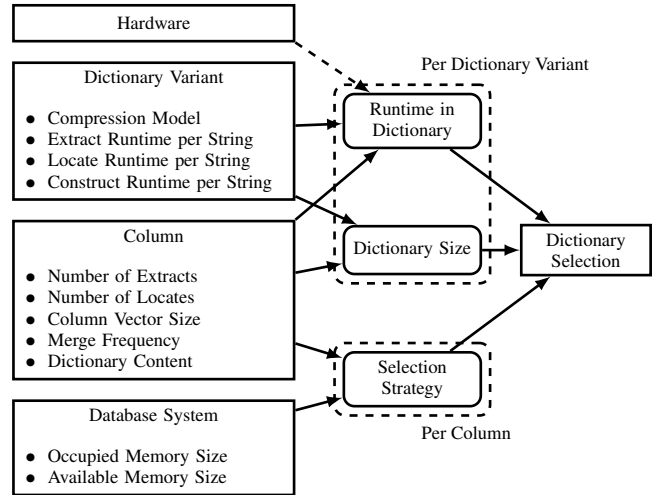 Hardware
Dictionary Variant
● Compression Model
● Extract Runtime per String
● Locate Runtime per String
● Construct Runtime per String
Column
● Number of Extracts
● Number of Locates
● Column Vector Size
● Merge Frequency
● Dictionary Content
Database System
● Occupied Memory Size
● Available Memory Size
Per Dictionary Variant
Runtime in
Dictionary
Dictionary Size
Selection
Strategy
Per Column
Dictionary
Selection